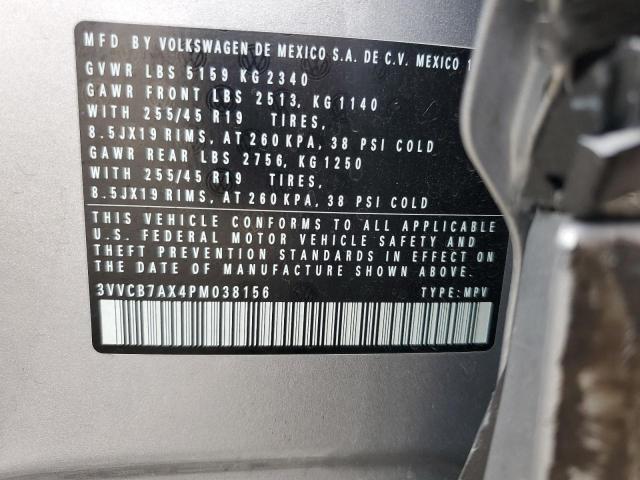 MFD BY VOLKSWAGEN DE MEXICO S.A. DE C.V. MEXICO
GVWR LBS 5159 KG 2340
GAWR FRONT LBS 2513, KG 1140
WITH 255/45 R19 TIRES,
8.5JX19 RIMS, AT 260 KPA, 38 PSI COLD
GAWR REAR LBS 2756, KG 1250
WITH 255/45 R19 TIRES,
8.5JX19 RIMS, AT 260 KPA, 38 PSI COLD
THIS VEHICLE CONFORMS TO ALL APPLICABLE
U.S. FEDERAL MOTOR VEHICLE SAFETY AND
THEFT PREVENTION STANDARDS IN EFFECT ON
THE DATE OF MANUFACTURE SHOWN ABOVE
3VVCB7AX4PM038156 TYPE: MPV